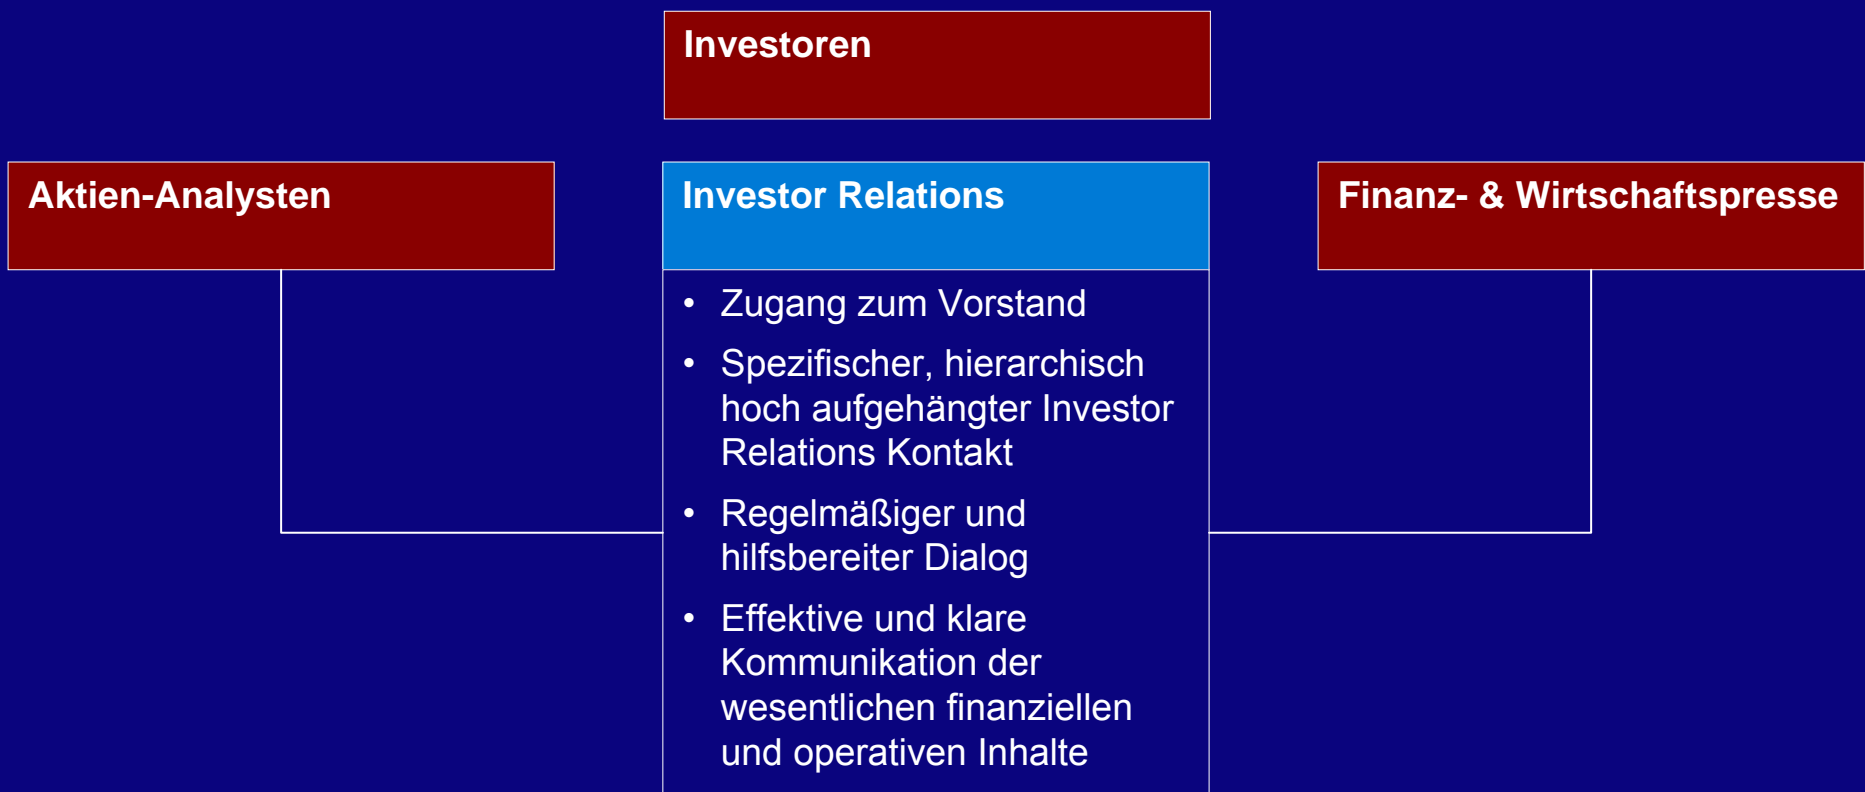 Investoren
Aktien-Analysten
Investor Relations
Finanz- & Wirtschaftspresse
• Zugang zum Vorstand
• Spezifischer, hierarchisch
hoch aufgehängter Investor
Relations Kontakt
• Regelmäßiger und
hilfsbereiter Dialog
• Effektive und klare
Kommunikation der
wesentlichen finanziellen
und operativen Inhalte